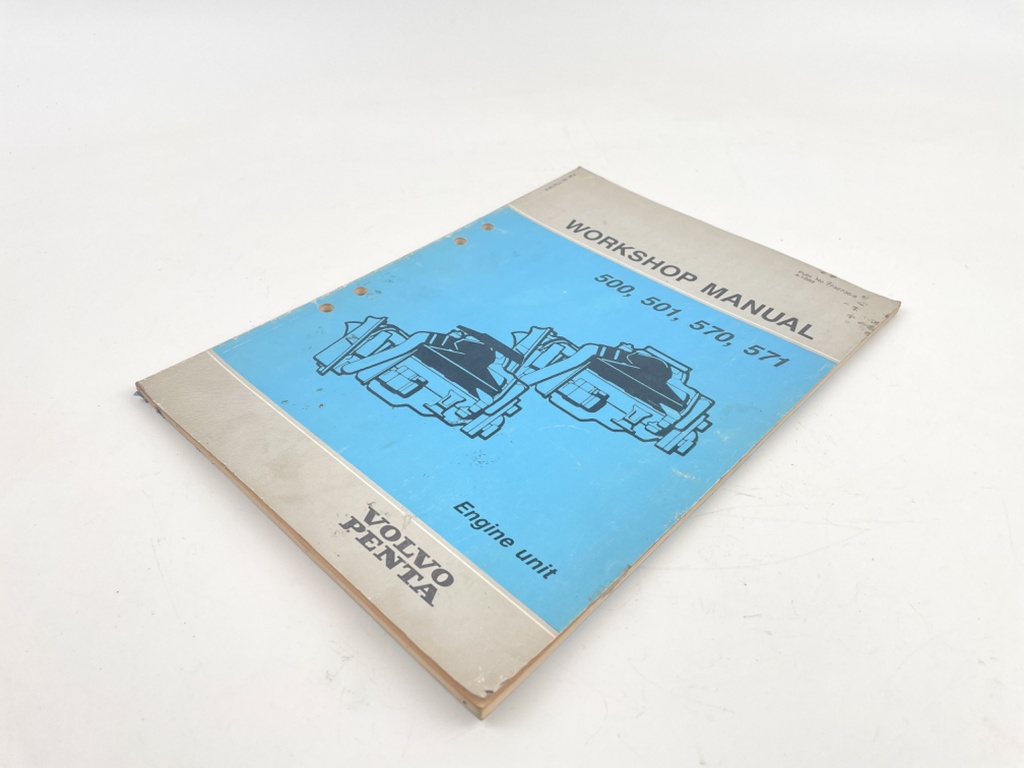 WORKSHOP MANUAL
500, 501, 570, 571
Engine unit
VOLVO
PENTA